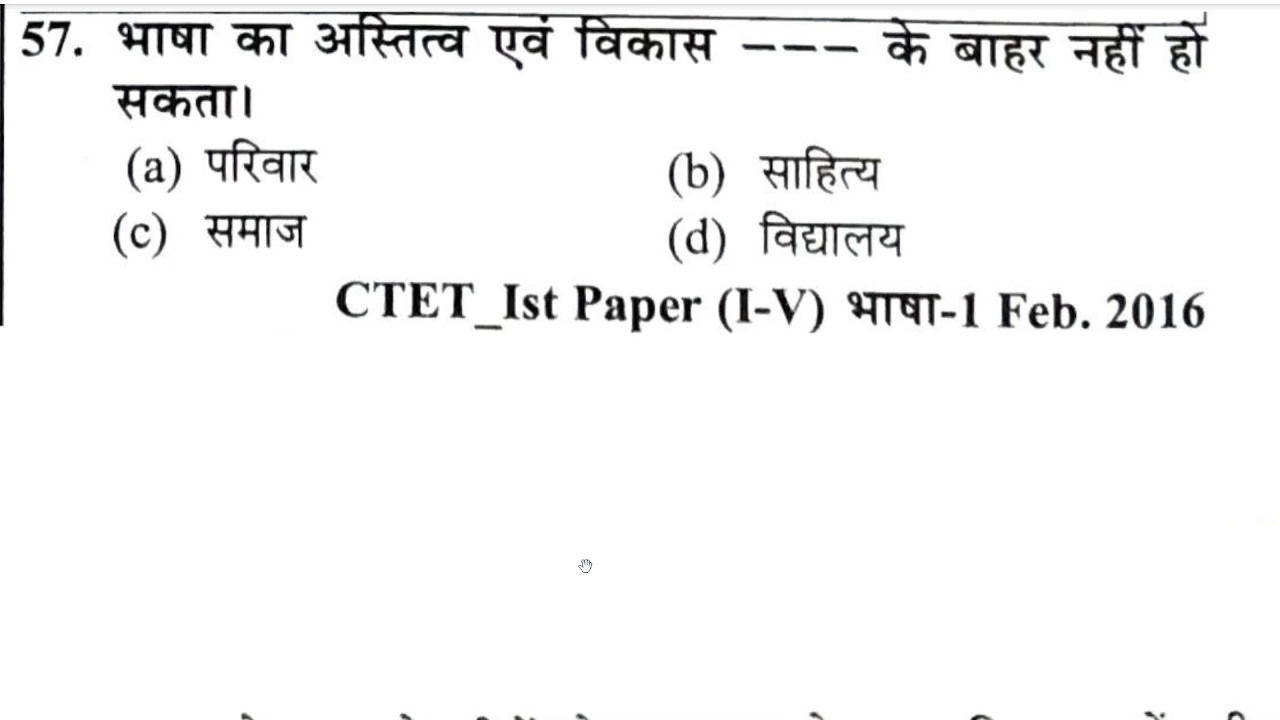 57. भाषा का अस्तित्व एवं विकास --- के बाहर नहीं हो
सकता।
(a) परिवार (b) साहित्य
(c) समाज (d) विद्यालय
CTET_Ist Paper (I-V) भाषा-1 Feb. 2016